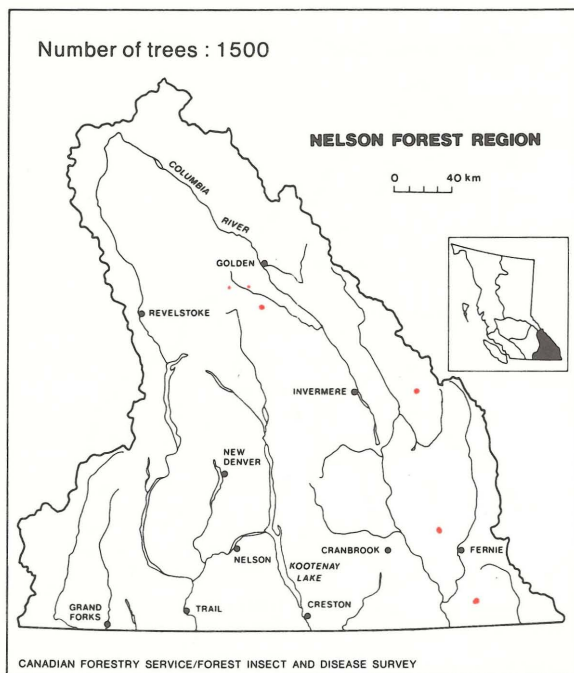 Number of trees : 1500
NELSON FOREST REGION
0 40 km
COLUMBIA
RIVER
GOLDEN
REVELSTOKE
INVERMERE
NEW
DENVER
NELSON
KOOTENAY
LAKE
CRANBROOK
FERNIE
GRAND
FORKS
TRAIL
CRESTON
CANADIAN FORESTRY SERVICE/FOREST INSECT AND DISEASE SURVEY